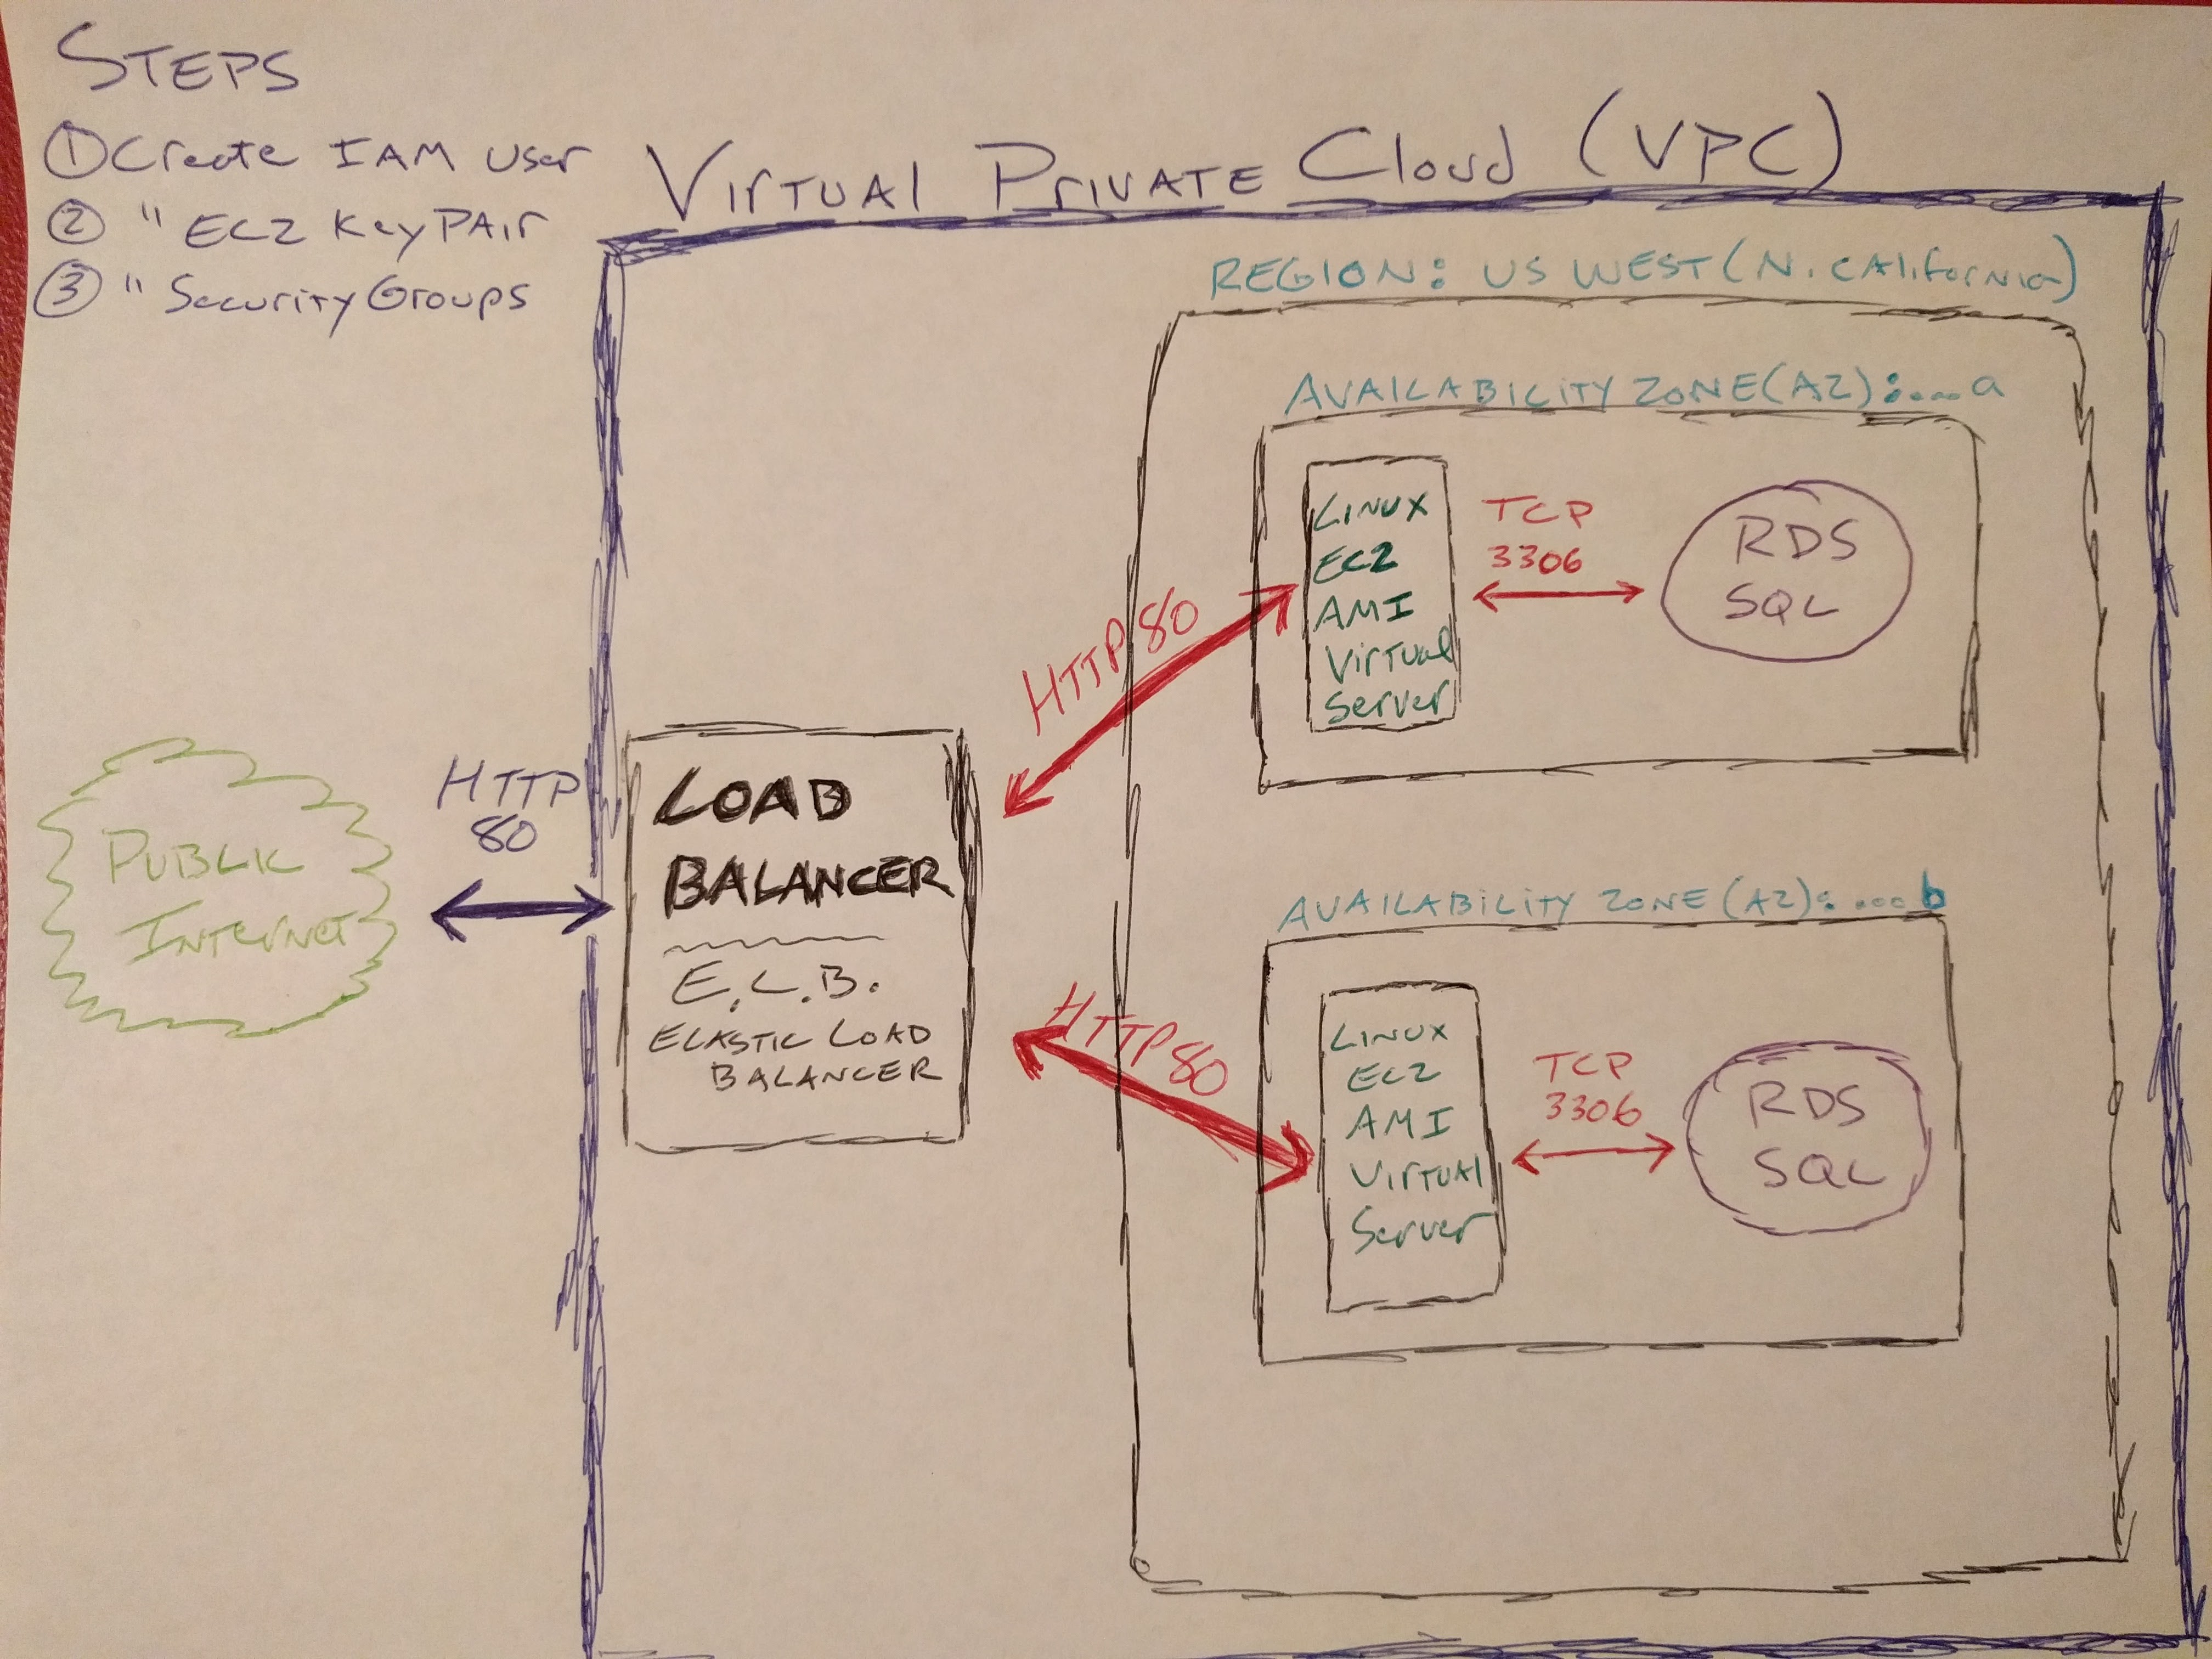 STEPS
① Create IAM User
② " EC2 KeyPAir
③ " Security Groups
Virtual Private Cloud (VPC)
REGION: US WEST (N. California)
AVAILABILITY ZONE (AZ): ....a
LINUX
EC2
AMI
Virtual
Server
TCP
3306
RDS
SQL
HTTP 80
PUBLIC
INTERNET
HTTP
80
LOAD
BALANCER
E.L.B.
ELASTIC LOAD
BALANCER
HTTP 80
AVAILABILITY ZONE (AZ): ....b
LINUX
EC2
AMI
Virtual
Server
TCP
3306
RDS
SQL